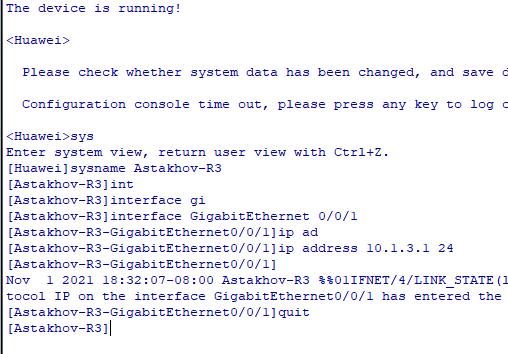 The device is running!
<Huawei>
Please check whether system data has been changed, and save d
Configuration console time out, please press any key to log o
<Huawei>sys
Enter system view, return user view with Ctrl+Z.
[Huawei]sysname Astakhov-R3
[Astakhov-R3]int
[Astakhov-R3]interface gi
[Astakhov-R3]interface GigabitEthernet 0/0/1
[Astakhov-R3-GigabitEthernet0/0/1]ip ad
[Astakhov-R3-GigabitEthernet0/0/1]ip address 10.1.3.1 24
[Astakhov-R3-GigabitEthernet0/0/1]
Nov  1 2021 18:32:07-08:00 Astakhov-R3 %%01IFNET/4/LINK_STATE(l
tocol IP on the interface GigabitEthernet0/0/1 has entered the
[Astakhov-R3-GigabitEthernet0/0/1]quit
[Astakhov-R3]